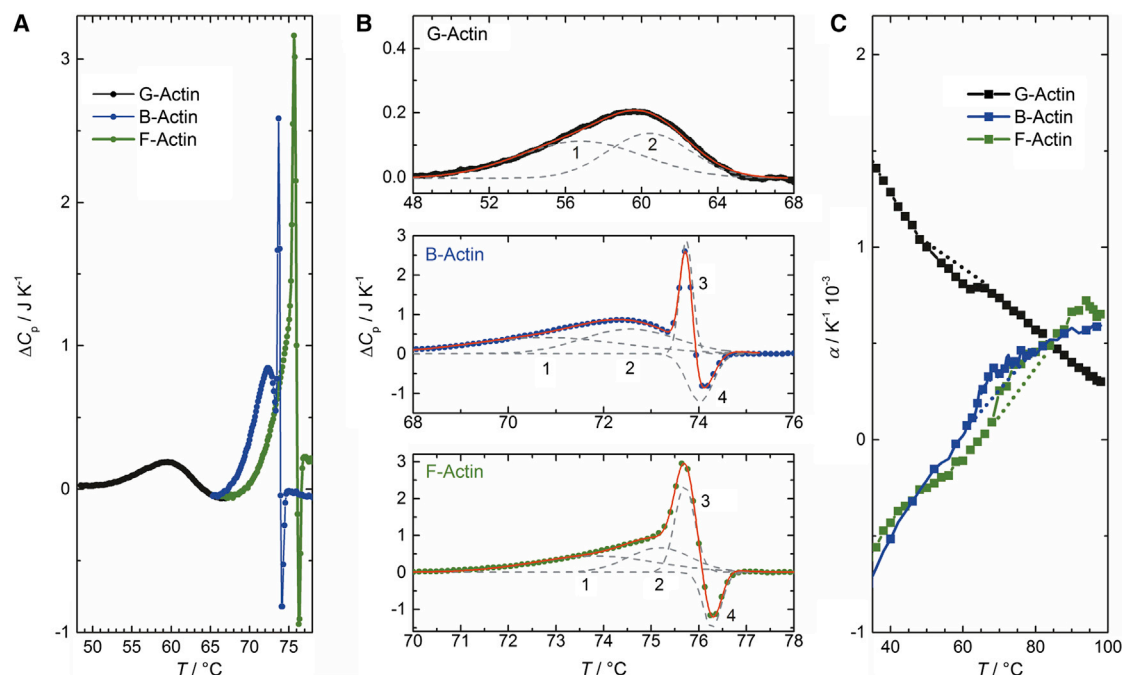 A
3
2
1
0
-1
ΔCp / J K⁻¹
G-Actin
B-Actin
F-Actin
50 55 60 65 70 75
T / °C
B
G-Actin
0.4
0.2
0.0
1
2
48 52 56 60 64 68
ΔCp / J K⁻¹
B-Actin
3
2
1
0
-1
1
2
3
4
68 70 72 74 76
F-Actin
3
2
1
0
-1
1
2
3
4
70 71 72 73 74 75 76 77 78
T / °C
C
2
1
0
-1
α / K⁻¹ 10⁻³
G-Actin
B-Actin
F-Actin
40 60 80 100
T / °C